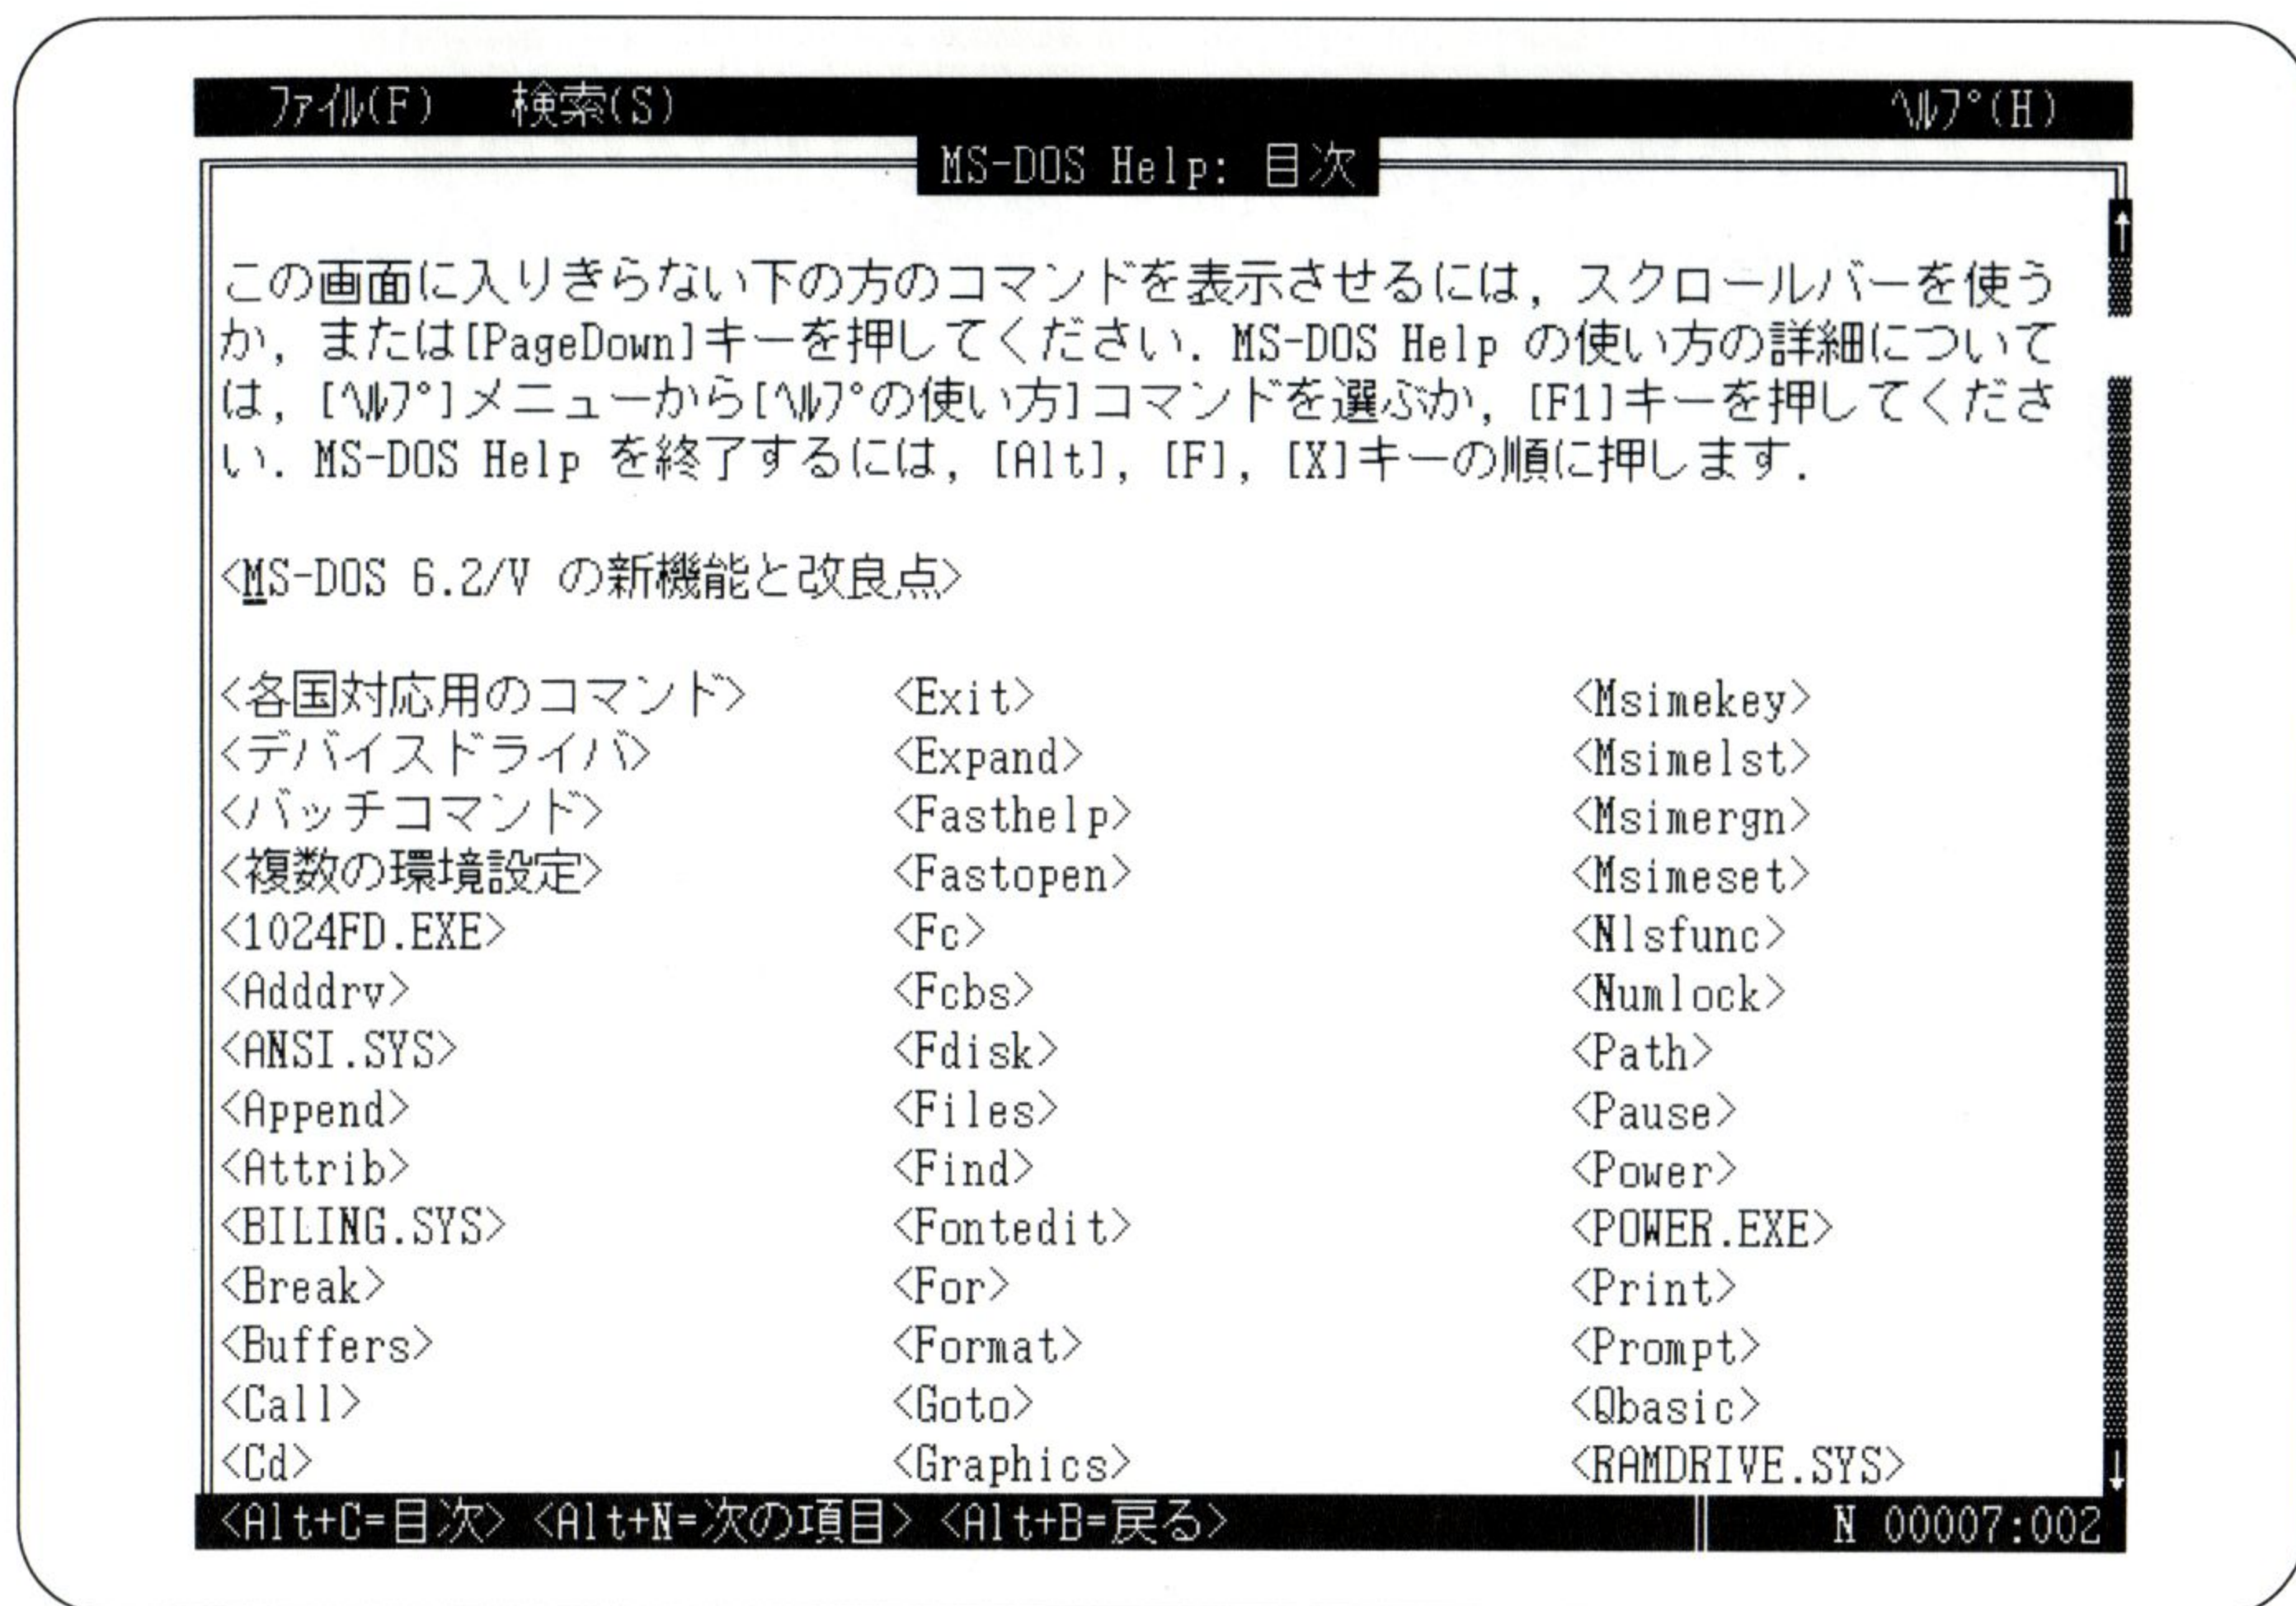 ﾌｧｲﾙ(F) 検索(S) ﾍﾙﾌﾟ(H)
MS-DOS Help: 目次
この画面に入りきらない下の方のコマンドを表示させるには，スクロールバーを使う
か，または[PageDown]キーを押してください．MS-DOS Help の使い方の詳細について
は，[ﾍﾙﾌﾟ]メニューから[ﾍﾙﾌﾟの使い方]コマンドを選ぶか，[F1]キーを押してくださ
い．MS-DOS Help を終了するには，[Alt]，[F]，[X]キーの順に押します．
<MS-DOS 6.2/V の新機能と改良点>
<各国対応用のコマンド> <Exit> <Msimekey>
<デバイスドライバ> <Expand> <Msimelst>
<バッチコマンド> <Fasthelp> <Msimergn>
<複数の環境設定> <Fastopen> <Msimeset>
<1024FD.EXE> <Fc> <Nlsfunc>
<Adddrv> <Fcbs> <Numlock>
<ANSI.SYS> <Fdisk> <Path>
<Append> <Files> <Pause>
<Attrib> <Find> <Power>
<BILING.SYS> <Fontedit> <POWER.EXE>
<Break> <For> <Print>
<Buffers> <Format> <Prompt>
<Call> <Goto> <Qbasic>
<Cd> <Graphics> <RAMDRIVE.SYS>
<Alt+C=目次> <Alt+N=次の項目> <Alt+B=戻る> N 00007:002